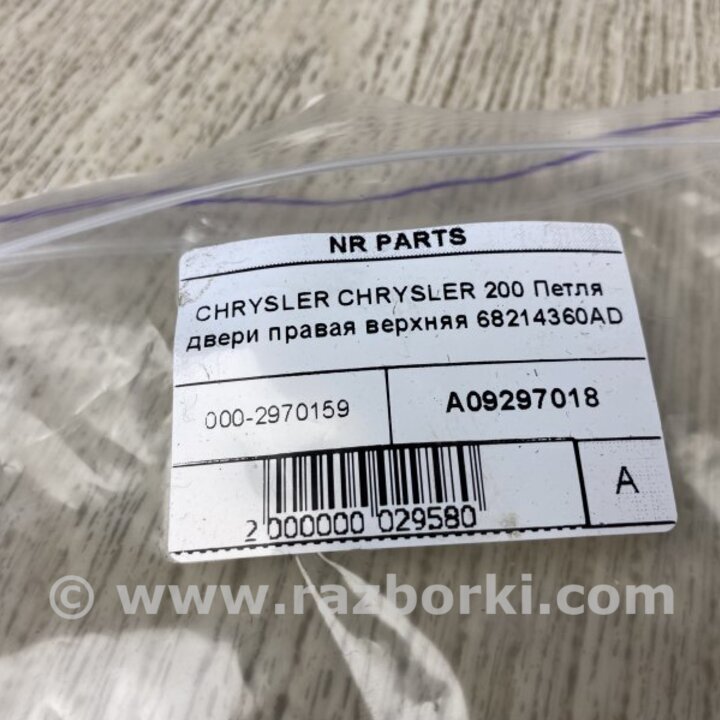 NR PARTS
CHRYSLER CHRYSLER 200 Петля
двери правая верхняя 68214360AD
000-2970159
A09297018
2 000000 029580
A
© www.razborki.com